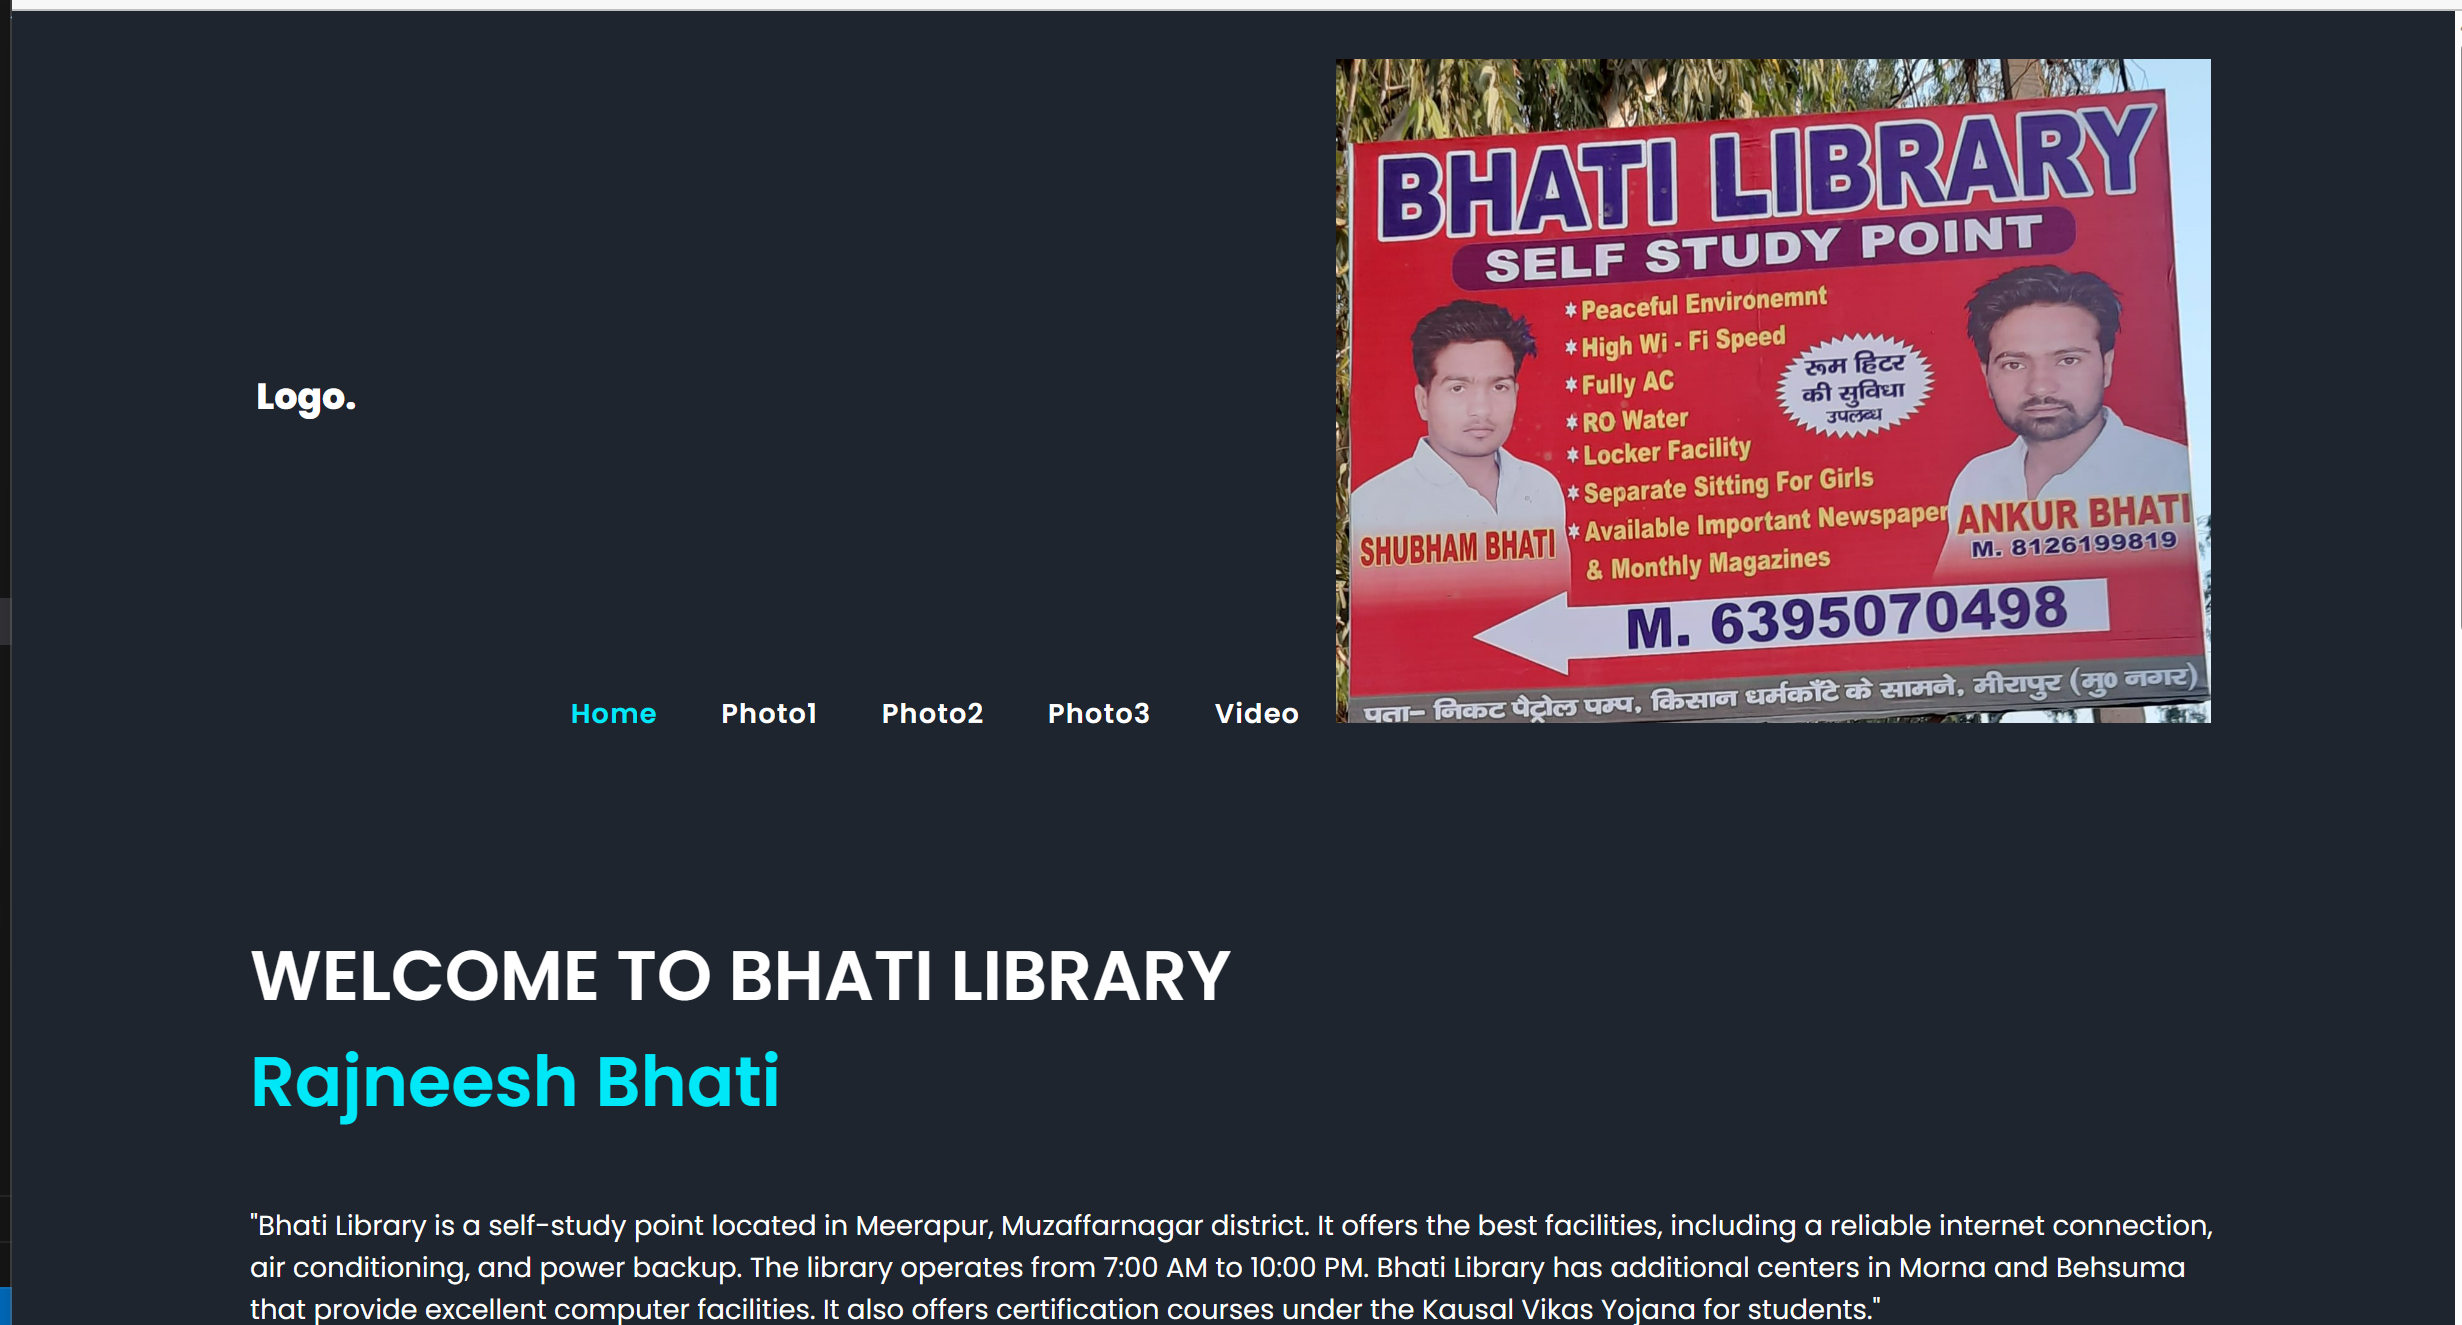 BHATI LIBRARY
SELF STUDY POINT
* Peaceful Environemnt
* High Wi - Fi Speed
* Fully AC
* RO Water
* Locker Facility
* Separate Sitting For Girls
* Available Important Newspaper
& Monthly Magazines
रूम हिटर
की सुविधा
उपलब्ध
SHUBHAM BHATI
ANKUR BHATI
M. 8126199819
M. 6395070498
पता– निकट पैट्रोल पम्प, किसान धर्मकाँटे के सामने, मीरापुर (मु० नगर)
Logo.
Home Photo1 Photo2 Photo3 Video
WELCOME TO BHATI LIBRARY
Rajneesh Bhati
"Bhati Library is a self-study point located in Meerapur, Muzaffarnagar district. It offers the best facilities, including a reliable internet connection,
air conditioning, and power backup. The library operates from 7:00 AM to 10:00 PM. Bhati Library has additional centers in Morna and Behsuma
that provide excellent computer facilities. It also offers certification courses under the Kausal Vikas Yojana for students."